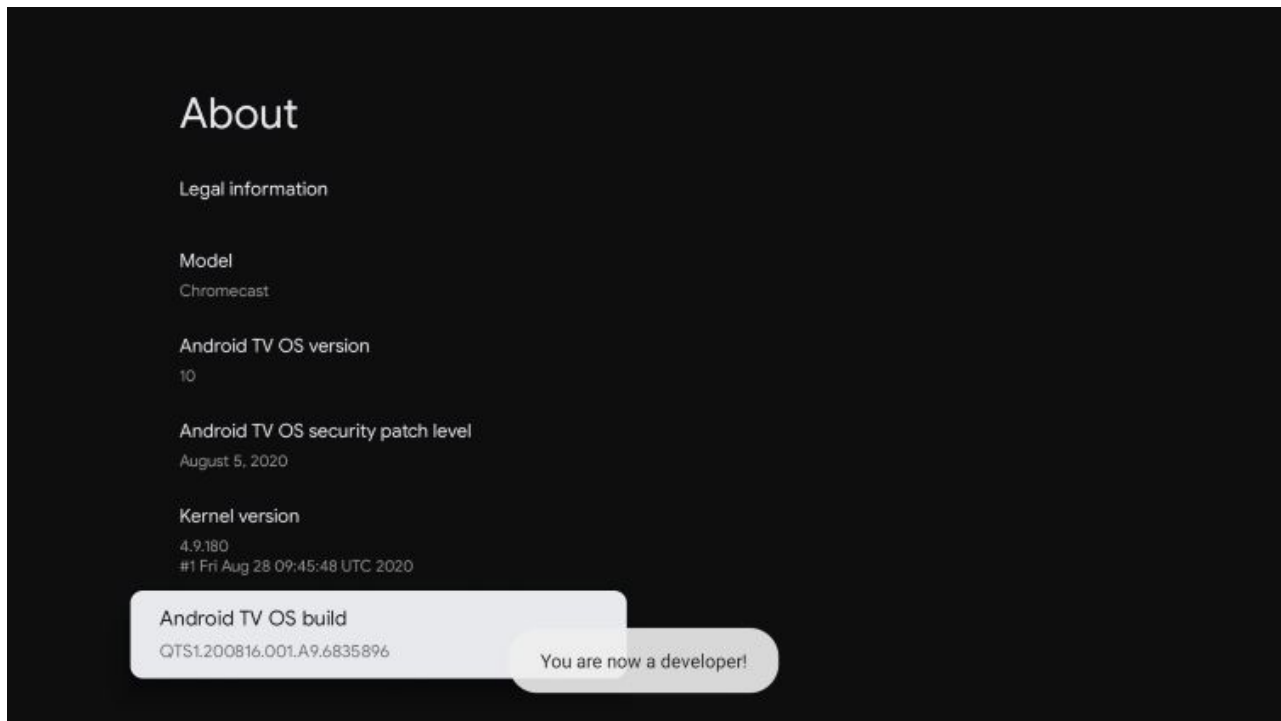 About
Legal information
Model
Chromecast
Android TV OS version
10
Android TV OS security patch level
August 5, 2020
Kernel version
4.9.180
#1 Fri Aug 28 09:45:48 UTC 2020
Android TV OS build
QTS1.200816.001.A9.6835896
You are now a developer!